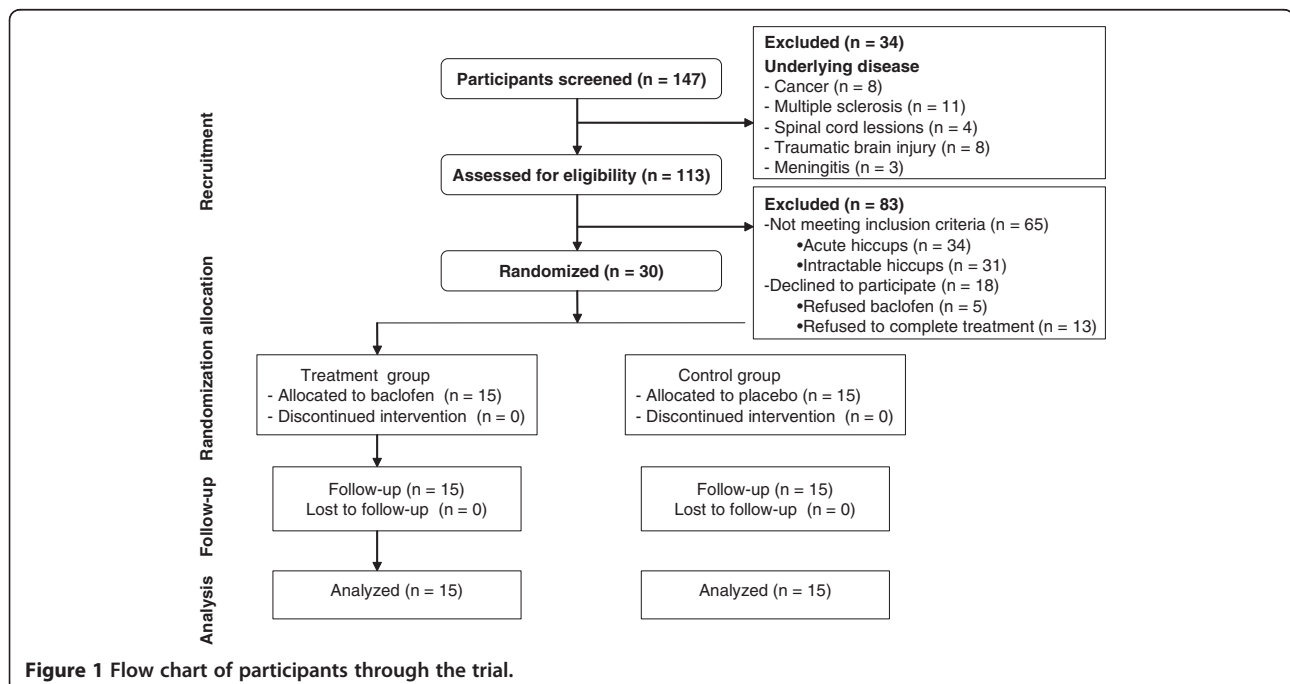 Participants screened (n = 147)
Excluded (n = 34)
Underlying disease
- Cancer (n = 8)
- Multiple sclerosis (n = 11)
- Spinal cord lessions (n = 4)
- Traumatic brain injury (n = 8)
- Meningitis (n = 3)
Recruitment
Assessed for eligibility (n = 113)
Excluded (n = 83)
-Not meeting inclusion criteria (n = 65)
•Acute hiccups (n = 34)
•Intractable hiccups (n = 31)
-Declined to participate (n = 18)
•Refused baclofen (n = 5)
•Refused to complete treatment (n = 13)
Randomized (n = 30)
Randomization allocation
Treatment group
- Allocated to baclofen (n = 15)
- Discontinued intervention (n = 0)
Control group
- Allocated to placebo (n = 15)
- Discontinued intervention (n = 0)
Follow-up
Follow-up (n = 15)
Lost to follow-up (n = 0)
Follow-up (n = 15)
Lost to follow-up (n = 0)
Analysis
Analyzed (n = 15)
Analyzed (n = 15)
Figure 1 Flow chart of participants through the trial.